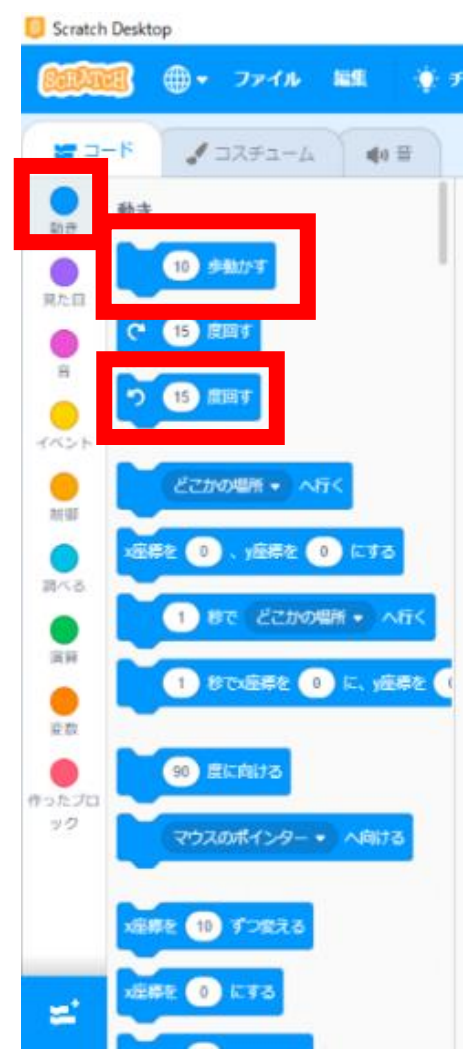 Scratch Desktop
SCRATCH ファイル 編集 チ
コード コスチューム 音
動き
見た目
音
イベント
制御
調べる
演算
変数
作ったブロ
ック
動き
10 歩動かす
15 度回す
15 度回す
どこかの場所 へ行く
x座標を 0 、y座標を 0 にする
1 秒で どこかの場所 へ行く
1 秒でx座標を 0 に、y座標を
90 度に向ける
マウスのポインター へ向ける
x座標を 10 ずつ変える
x座標を 0 にする